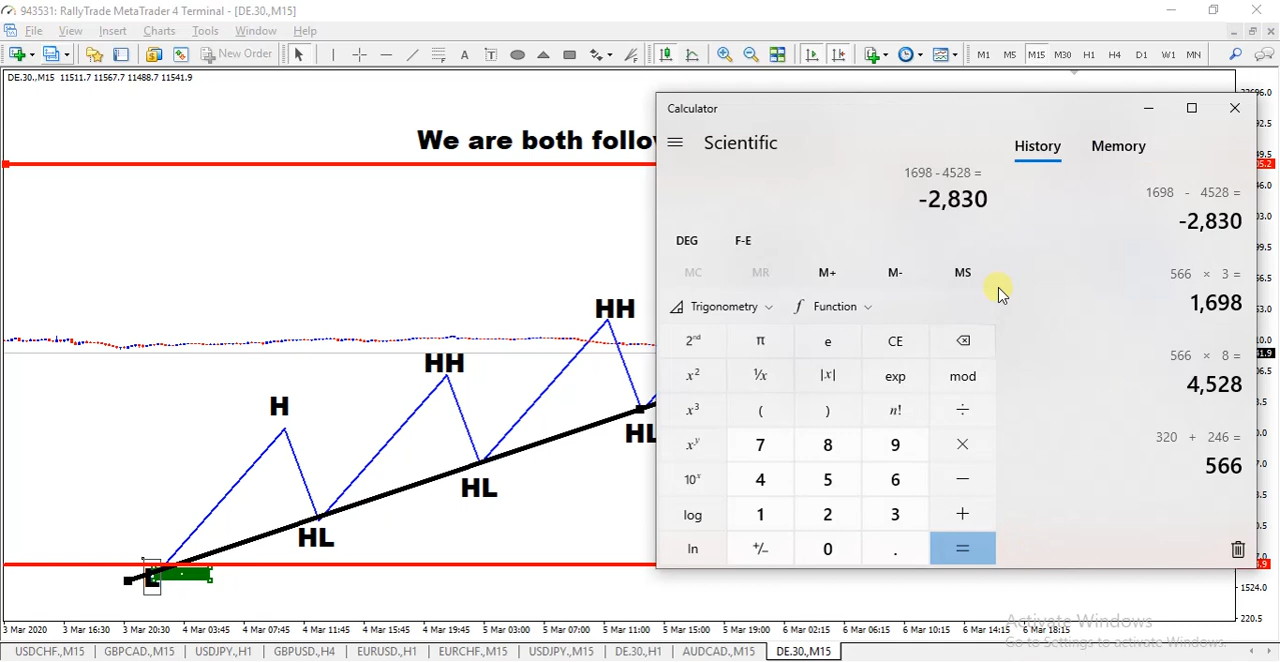 943531: RallyTrade MetaTrader 4 Terminal - [DE.30.,M15]
File View Insert Charts Tools Window Help
New Order M1 M5 M15 M30 H1 H4 D1 W1 MN
DE.30.,M15 11511.7 11567.7 11488.7 11541.9
We are both follo
H
HH
HH
HL
HL
HL
L
Calculator
Scientific
History Memory
1698 - 4528 =
-2,830
DEG F-E
MC MR M+ M- MS
Trigonometry Function
2ⁿᵈ π e CE
x² ¹/x |x| exp mod
x³ ( ) n! ÷
xʸ 7 8 9 ×
10ˣ 4 5 6 −
log 1 2 3 +
ln +/− 0 . =
1698 - 4528 =
-2,830
566 × 3 =
1,698
566 × 8 =
4,528
320 + 246 =
566
1524.0
220.5
Activate Windows
Go to Settings to activate Windows.
3 Mar 2020 3 Mar 16:30 3 Mar 20:30 4 Mar 03:45 4 Mar 07:45 4 Mar 11:45 4 Mar 15:45 4 Mar 19:45 5 Mar 03:00 5 Mar 07:00 5 Mar 11:00 5 Mar 15:00 5 Mar 19:00 6 Mar 02:15 6 Mar 06:15 6 Mar 10:15 6 Mar 14:15 6 Mar 18:15
USDCHF.,M15 GBPCAD.,M15 USDJPY.,H1 GBPUSD.,H4 EURUSD.,H1 EURCHF.,M15 USDJPY.,M15 DE.30.,H1 AUDCAD.,M15 DE.30.,M15